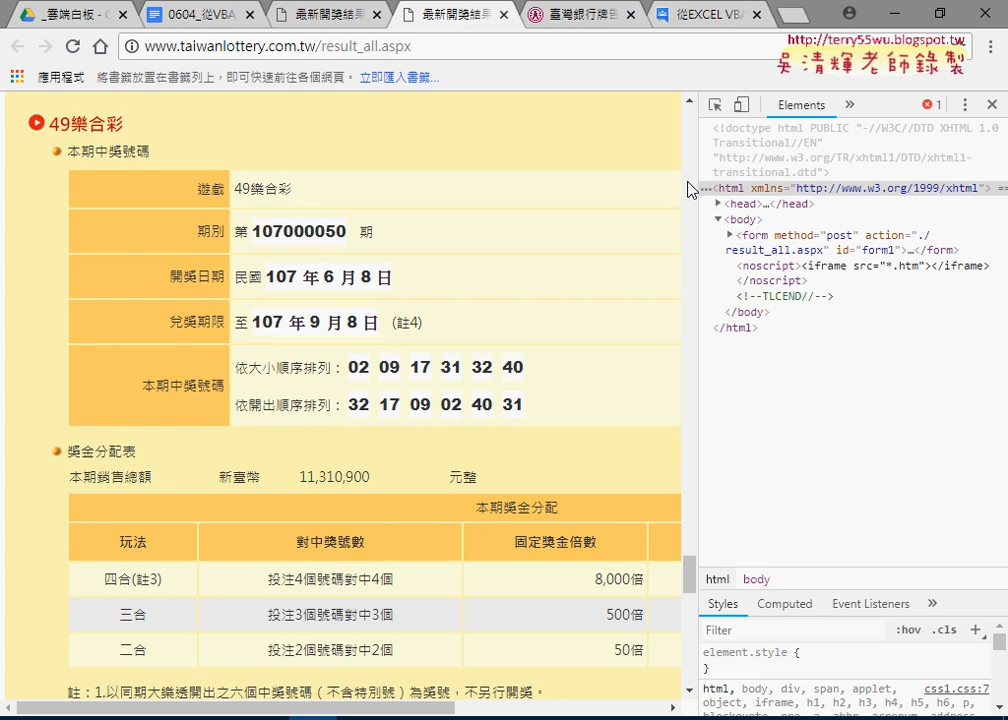 _雲端白板 - G
0604_從VBA
最新開獎結果
最新開獎結果
臺灣銀行牌告
從EXCEL VBA
www.taiwanlottery.com.tw/result_all.aspx
http://terry55wu.blogspot.tw
吳清輝老師錄製
應用程式 將書籤放置在書籤列上，即可快速前往各個網頁。 立即匯入書籤...
49樂合彩
本期中獎號碼
遊戲 49樂合彩
期別 第 107000050 期
開獎日期 民國 107 年 6 月 8 日
兌獎期限 至 107 年 9 月 8 日 (註4)
本期中獎號碼
依大小順序排列： 02 09 17 31 32 40
依開出順序排列： 32 17 09 02 40 31
獎金分配表
本期銷售總額 新臺幣 11,310,900 元整
本期獎金分配
玩法 對中獎號數 固定獎金倍數
四合(註3) 投注4個號碼對中4個 8,000倍
三合 投注3個號碼對中3個 500倍
二合 投注2個號碼對中2個 50倍
註：1.以同期大樂透開出之六個中獎號碼（不含特別號）為獎號，不另行開獎。
Elements » 1
<!doctype html PUBLIC "-//W3C//DTD XHTML 1.0
Transitional//EN"
"http://www.w3.org/TR/xhtml1/DTD/xhtml1-
transitional.dtd">
…<html xmlns="http://www.w3.org/1999/xhtml"> ==
<head>…</head>
<body>
<form method="post" action="./
result_all.aspx" id="form1">…</form>
<noscript><iframe src="*.htm"></iframe>
</noscript>
<!--TLCEND//-->
</body>
</html>
html body
Styles Computed Event Listeners »
Filter :hov .cls +
element.style {
}
html, body, div, span, applet, css1.css:7
object, iframe, h1, h2, h3, h4, h5, h6, p,